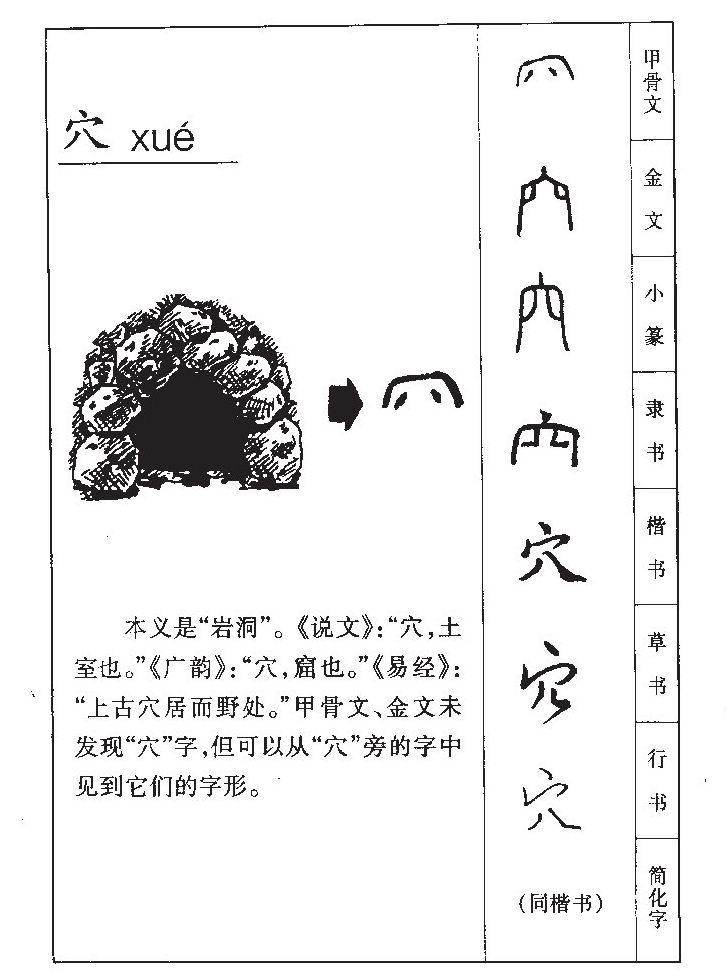 穴 xué
本义是“岩洞”。《说文》:“穴,土
室也。”《广韵》:“穴,窟也。”《易经》:
“上古穴居而野处。”甲骨文、金文未
发现“穴”字,但可以从“穴”旁的字中
见到它们的字形。
甲骨文
金文
小篆
隶书
穴
楷书
穴
草书
穴
行书
(同楷书)
简化字